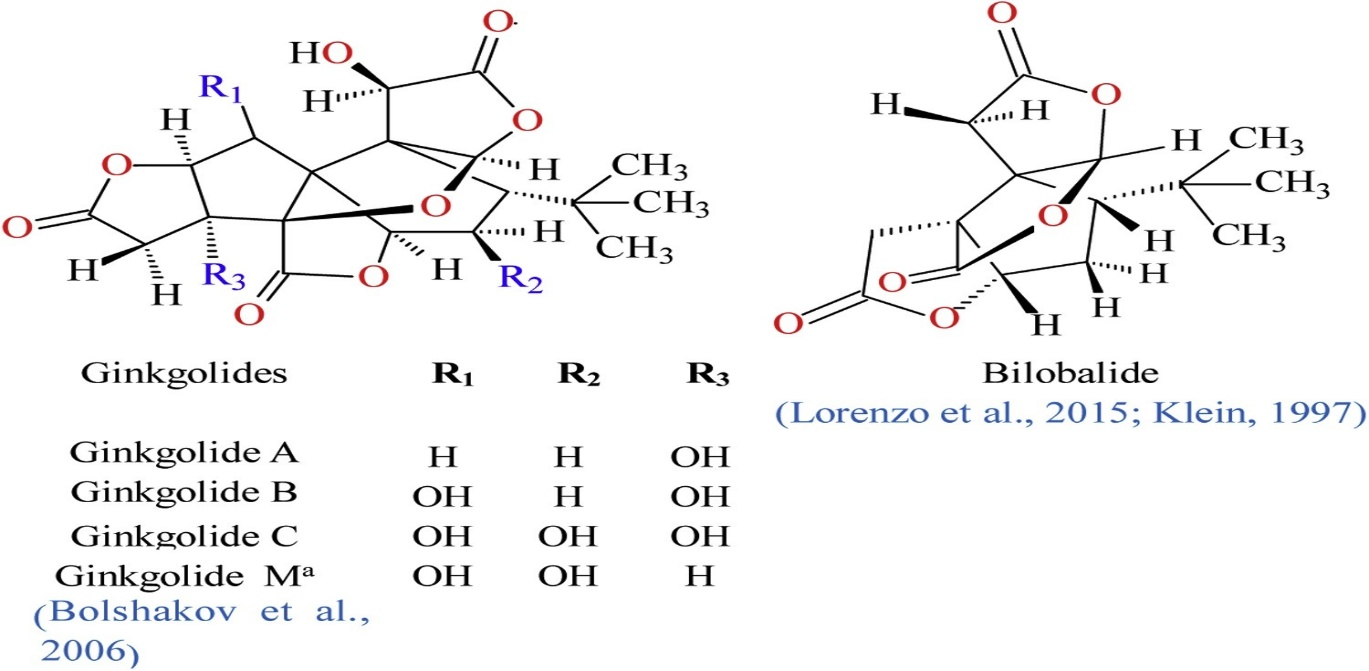 O
HO
R1
H
O
H
O
H
O
O
CH3
CH3
CH3
H
H
H
H
R3
O
O
R2
O
H
H
O
H
CH3
CH3
CH3
O
H
O
H
H
O
O
H
Ginkgolides R1 R2 R3
Ginkgolide A H H OH
Ginkgolide B OH H OH
Ginkgolide C OH OH OH
Ginkgolide Mª OH OH H
(Bolshakov et al.,
2006)
Bilobalide
(Lorenzo et al., 2015; Klein, 1997)